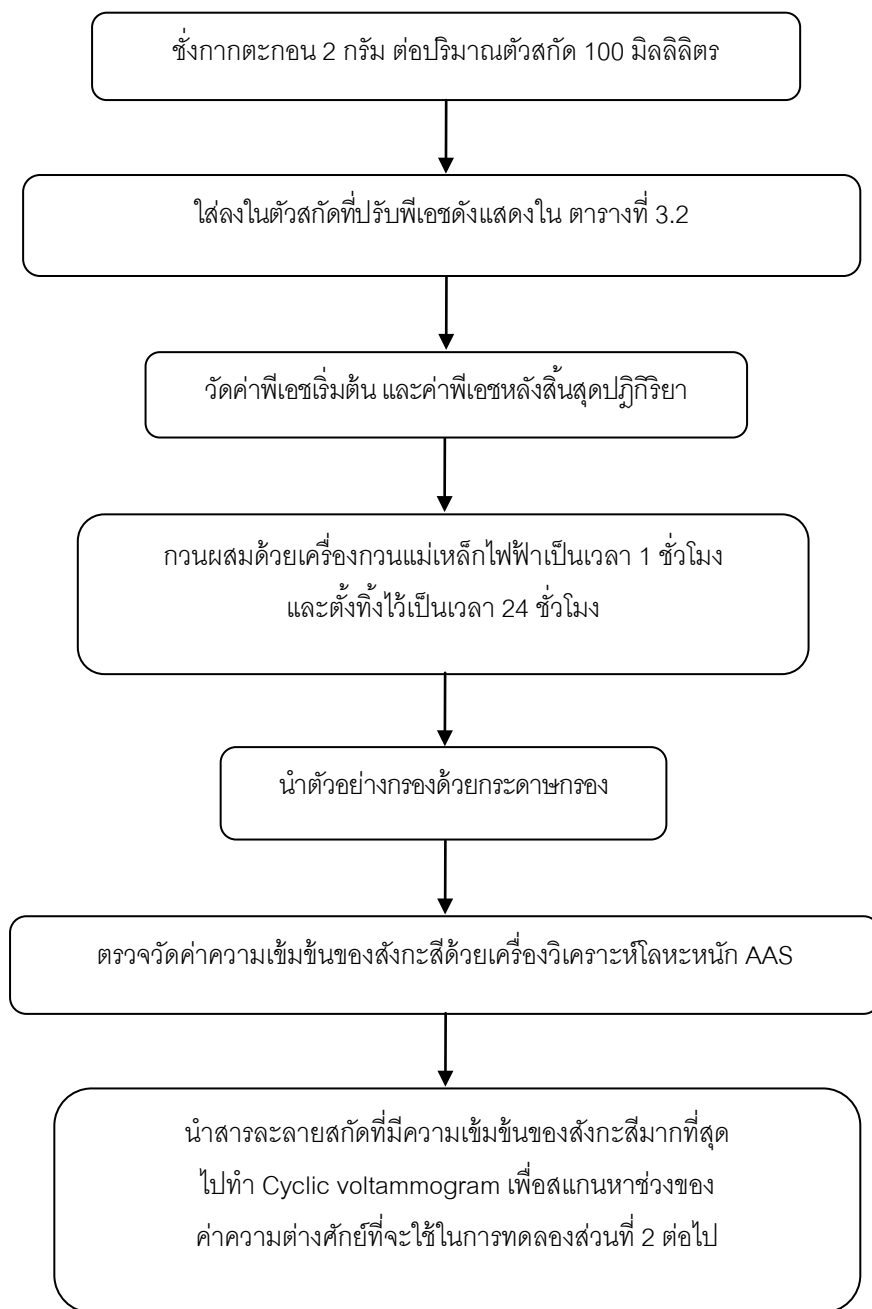 ชั่งกากตะกอน 2 กรัม ต่อปริมาณตัวสกัด 100 มิลลิลิตร
ใส่ลงในตัวสกัดที่ปรับพีเอชดังแสดงใน ตารางที่ 3.2
วัดค่าพีเอชเริ่มต้น และค่าพีเอชหลังสิ้นสุดปฏิกิริยา
กวนผสมด้วยเครื่องกวนแม่เหล็กไฟฟ้าเป็นเวลา 1 ชั่วโมง
และตั้งทิ้งไว้เป็นเวลา 24 ชั่วโมง
นำตัวอย่างกรองด้วยกระดาษกรอง
ตรวจวัดค่าความเข้มข้นของสังกะสีด้วยเครื่องวิเคราะห์โลหะหนัก AAS
นำสารละลายสกัดที่มีความเข้มข้นของสังกะสีมากที่สุด
ไปทำ Cyclic voltammogram เพื่อสแกนหาช่วงของ
ค่าความต่างศักย์ที่จะใช้ในการทดลองส่วนที่ 2 ต่อไป